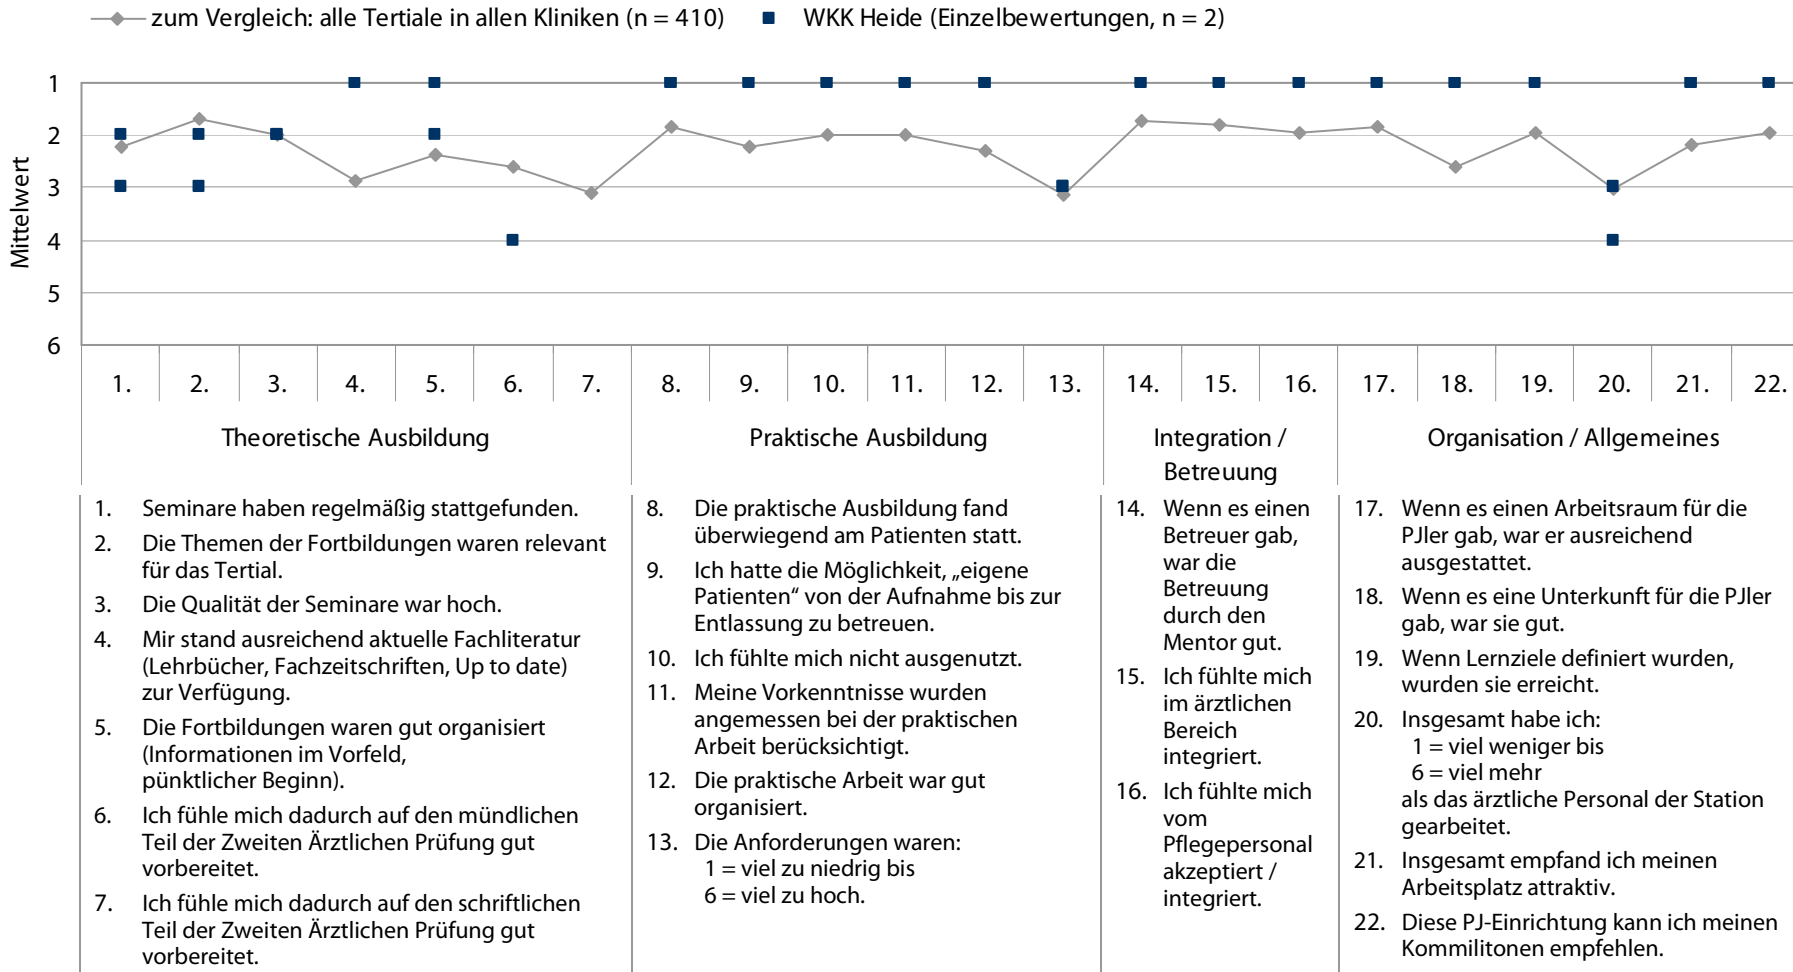 zum Vergleich: alle Tertiale in allen Kliniken (n = 410)
WKK Heide (Einzelbewertungen, n = 2)
Mittelwert
1
2
3
4
5
6
1. 2. 3. 4. 5. 6. 7. 8. 9. 10. 11. 12. 13. 14. 15. 16. 17. 18. 19. 20. 21. 22.
Theoretische Ausbildung
Praktische Ausbildung
Integration /
Betreuung
Organisation / Allgemeines
1. Seminare haben regelmäßig stattgefunden.
2. Die Themen der Fortbildungen waren relevant
für das Tertial.
3. Die Qualität der Seminare war hoch.
4. Mir stand ausreichend aktuelle Fachliteratur
(Lehrbücher, Fachzeitschriften, Up to date)
zur Verfügung.
5. Die Fortbildungen waren gut organisiert
(Informationen im Vorfeld,
pünktlicher Beginn).
6. Ich fühle mich dadurch auf den mündlichen
Teil der Zweiten Ärztlichen Prüfung gut
vorbereitet.
7. Ich fühle mich dadurch auf den schriftlichen
Teil der Zweiten Ärztlichen Prüfung gut
vorbereitet.
8. Die praktische Ausbildung fand
überwiegend am Patienten statt.
9. Ich hatte die Möglichkeit, „eigene
Patienten“ von der Aufnahme bis zur
Entlassung zu betreuen.
10. Ich fühlte mich nicht ausgenutzt.
11. Meine Vorkenntnisse wurden
angemessen bei der praktischen
Arbeit berücksichtigt.
12. Die praktische Arbeit war gut
organisiert.
13. Die Anforderungen waren:
1 = viel zu niedrig bis
6 = viel zu hoch.
14. Wenn es einen
Betreuer gab,
war die
Betreuung
durch den
Mentor gut.
15. Ich fühlte mich
im ärztlichen
Bereich
integriert.
16. Ich fühlte mich
vom
Pflegepersonal
akzeptiert /
integriert.
17. Wenn es einen Arbeitsraum für die
PJler gab, war er ausreichend
ausgestattet.
18. Wenn es eine Unterkunft für die PJler
gab, war sie gut.
19. Wenn Lernziele definiert wurden,
wurden sie erreicht.
20. Insgesamt habe ich:
1 = viel weniger bis
6 = viel mehr
als das ärztliche Personal der Station
gearbeitet.
21. Insgesamt empfand ich meinen
Arbeitsplatz attraktiv.
22. Diese PJ-Einrichtung kann ich meinen
Kommilitonen empfehlen.